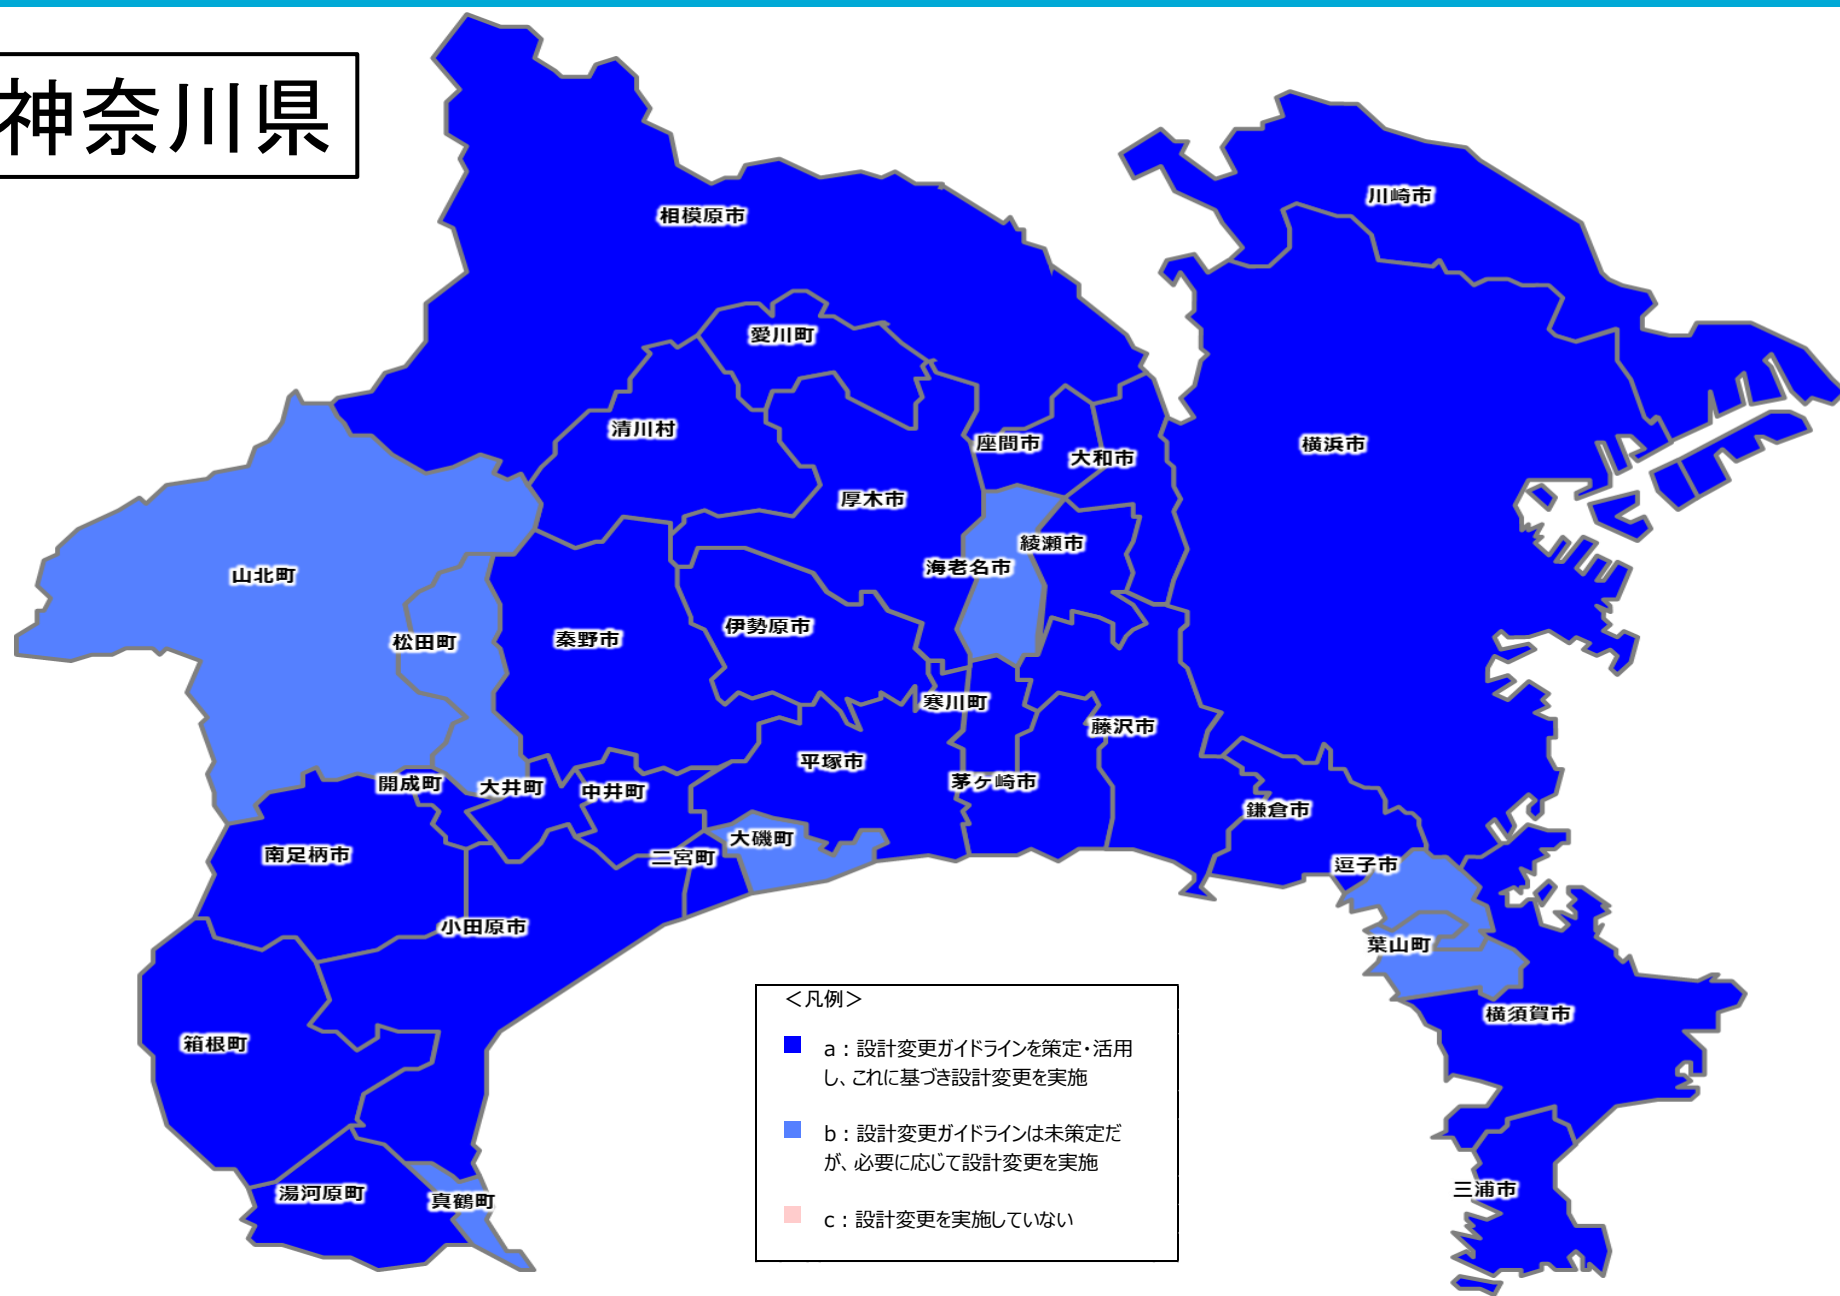 神奈川県
相模原市
川崎市
愛川町
清川村
座間市
大和市
横浜市
厚木市
綾瀬市
海老名市
山北町
松田町
秦野市
伊勢原市
寒川町
藤沢市
平塚市
開成町
大井町
中井町
茅ヶ崎市
鎌倉市
大磯町
南足柄市
二宮町
逗子市
小田原市
葉山町
箱根町
横須賀市
湯河原町
真鶴町
三浦市
＜凡例＞
a：設計変更ガイドラインを策定・活用
し、これに基づき設計変更を実施
b：設計変更ガイドラインは未策定だ
が、必要に応じて設計変更を実施
c：設計変更を実施していない